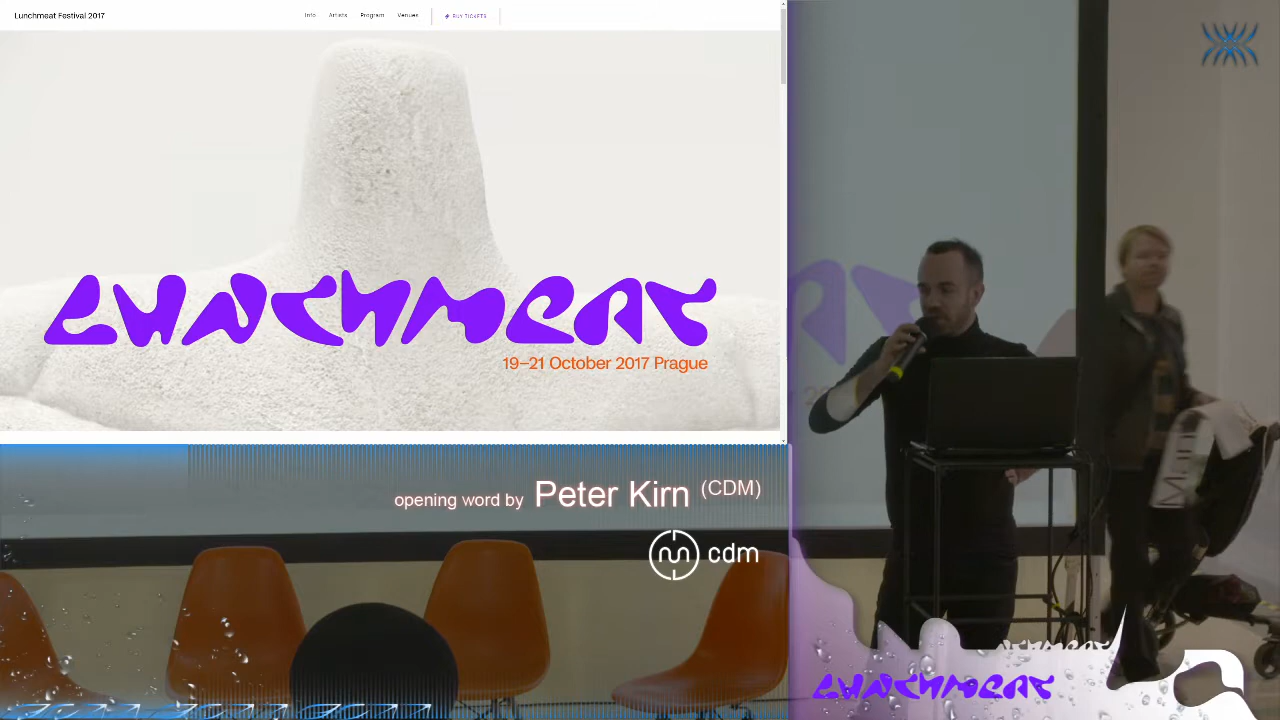 Lunchmeat Festival 2017
Info Artists Program Venues BUY TICKETS
LUNCHMEAT
19–21 October 2017 Prague
opening word by Peter Kirn (CDM)
cdm
LUNCHMEAT